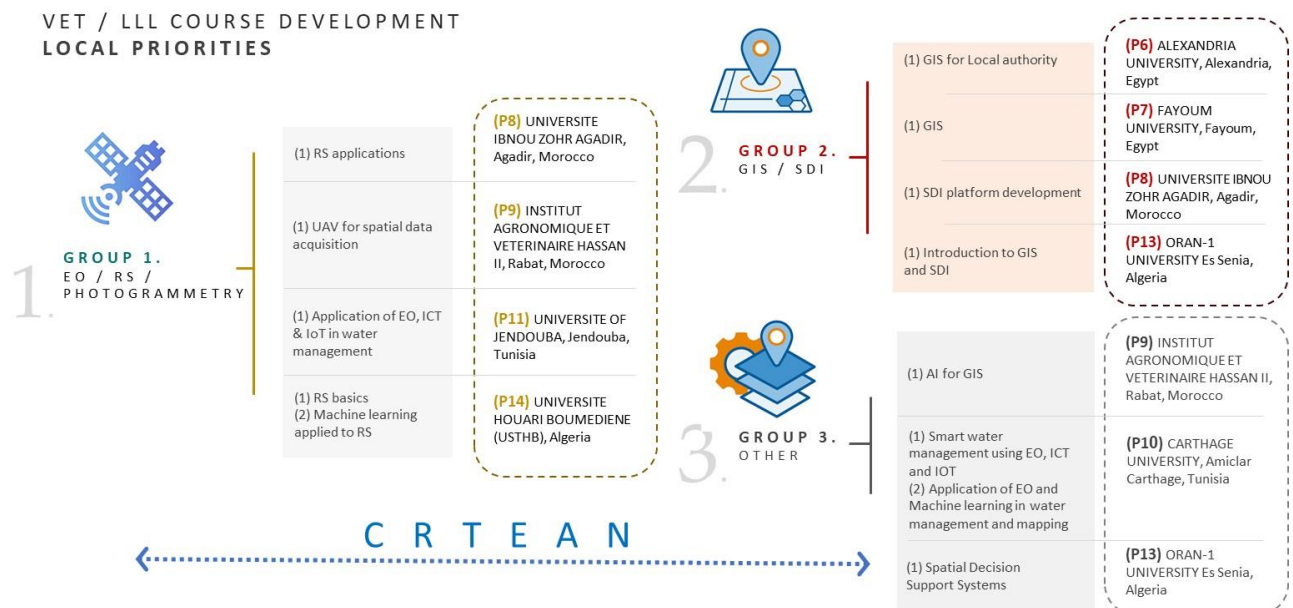 VET / LLL COURSE DEVELOPMENT
LOCAL PRIORITIES
1.
GROUP 1.
EO / RS /
PHOTOGRAMMETRY
(1) RS applications
(P8) UNIVERSITE
IBNOU ZOHR AGADIR,
Agadir, Morocco
(1) UAV for spatial data
acquisition
(P9) INSTITUT
AGRONOMIQUE ET
VETERINAIRE HASSAN
II, Rabat, Morocco
(1) Application of EO, ICT
& IoT in water
management
(P11) UNIVERSITE OF
JENDOUBA, Jendouba,
Tunisia
(1) RS basics
(2) Machine learning
applied to RS
(P14) UNIVERSITE
HOUARI BOUMEDIENE
(USTHB), Algeria
2.
GROUP 2.
GIS / SDI
(1) GIS for Local authority
(P6) ALEXANDRIA
UNIVERSITY, Alexandria,
Egypt
(1) GIS
(P7) FAYOUM
UNIVERSITY, Fayoum,
Egypt
(1) SDI platform development
(P8) UNIVERSITE IBNOU
ZOHR AGADIR, Agadir,
Morocco
(1) Introduction to GIS
and SDI
(P13) ORAN-1
UNIVERSITY Es Senia,
Algeria
3.
GROUP 3.
OTHER
(1) AI for GIS
(P9) INSTITUT
AGRONOMIQUE ET
VETERINAIRE HASSAN II,
Rabat, Morocco
(1) Smart water
management using EO, ICT
and IOT
(2) Application of EO and
Machine learning in water
management and mapping
(P10) CARTHAGE
UNIVERSITY, Amiclar
Carthage, Tunisia
(1) Spatial Decision
Support Systems
(P13) ORAN-1
UNIVERSITY Es Senia,
Algeria
CRTEAN